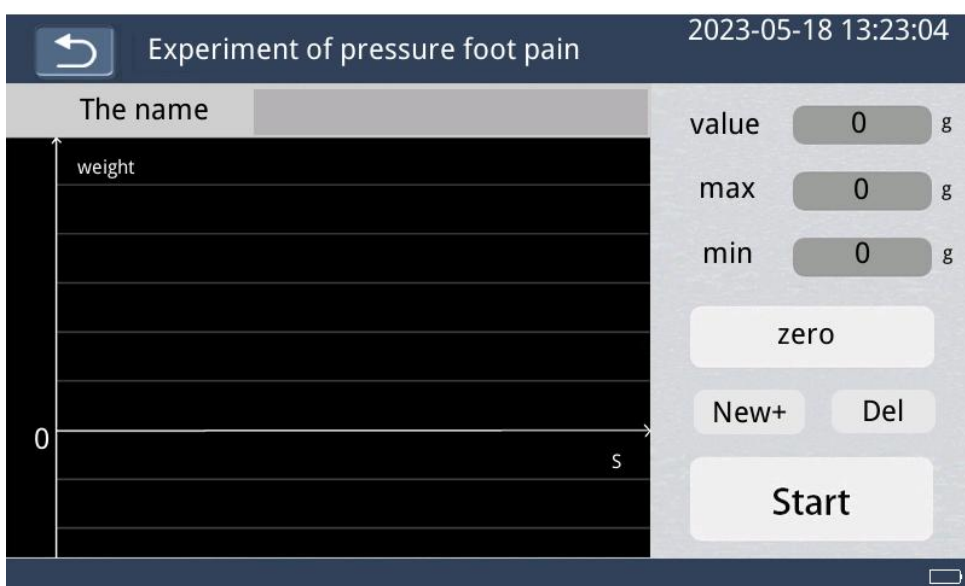 Experiment of pressure foot pain
2023-05-18 13:23:04
The name
weight
0
S
value 0 g
max 0 g
min 0 g
zero
New+ Del
Start